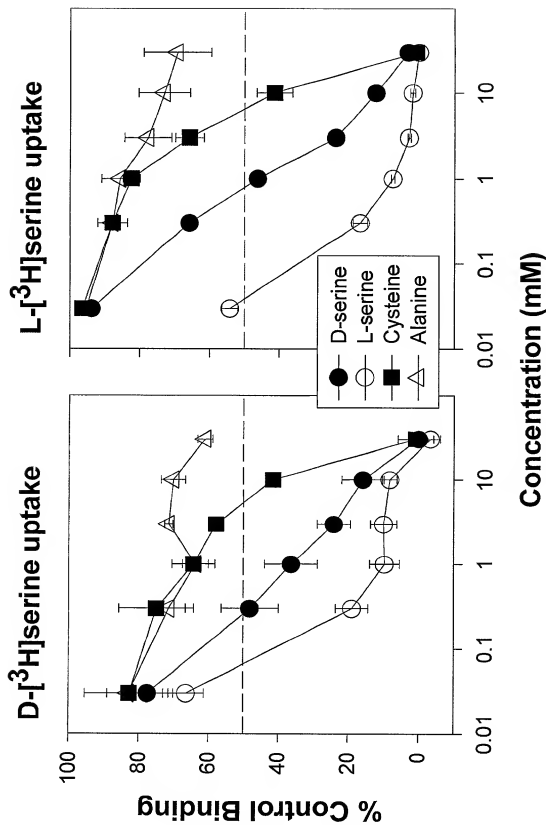 D-[3H]serine uptake
L-[3H]serine uptake
% Control Binding
100
80
60
40
20
0
0.01
0.1
1
10
0.01
0.1
1
10
D-serine
L-serine
Cysteine
Alanine
Concentration (mM)